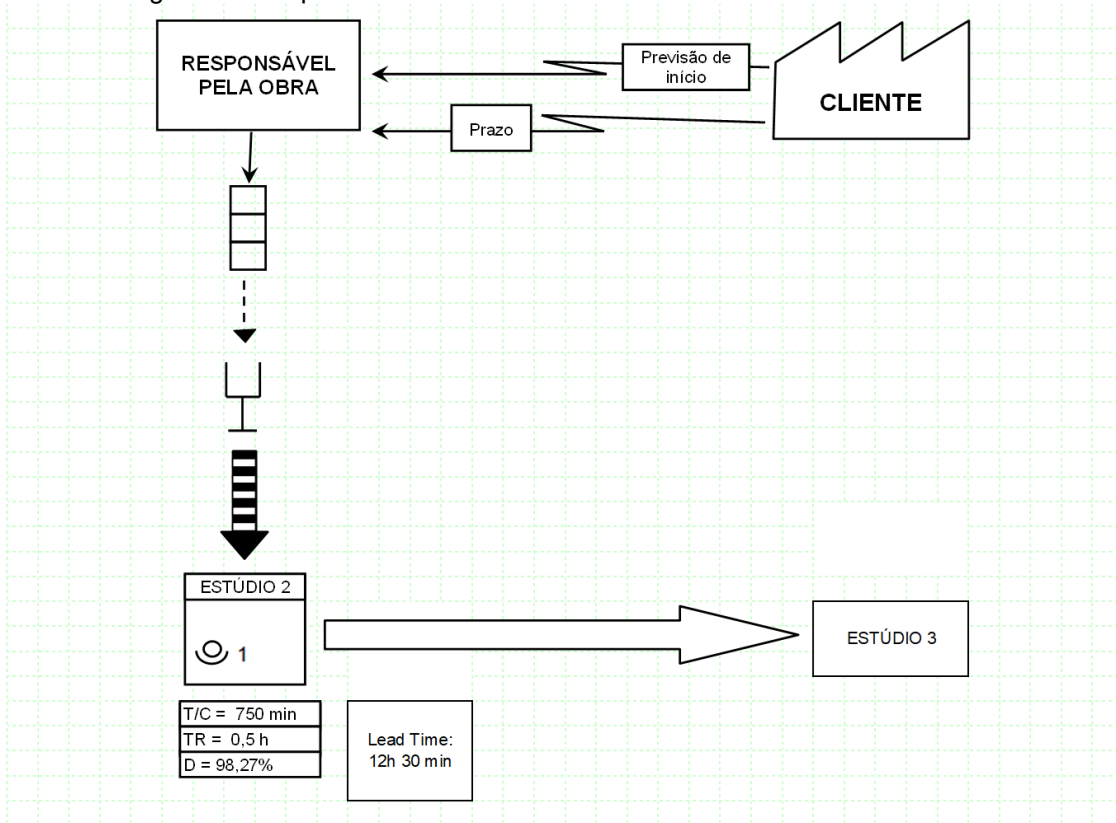 RESPONSÁVEL
PELA OBRA
Previsão de
início
CLIENTE
Prazo
ESTÚDIO 2
1
ESTÚDIO 3
T/C = 750 min
TR = 0,5 h
D = 98,27%
Lead Time:
12h 30 min